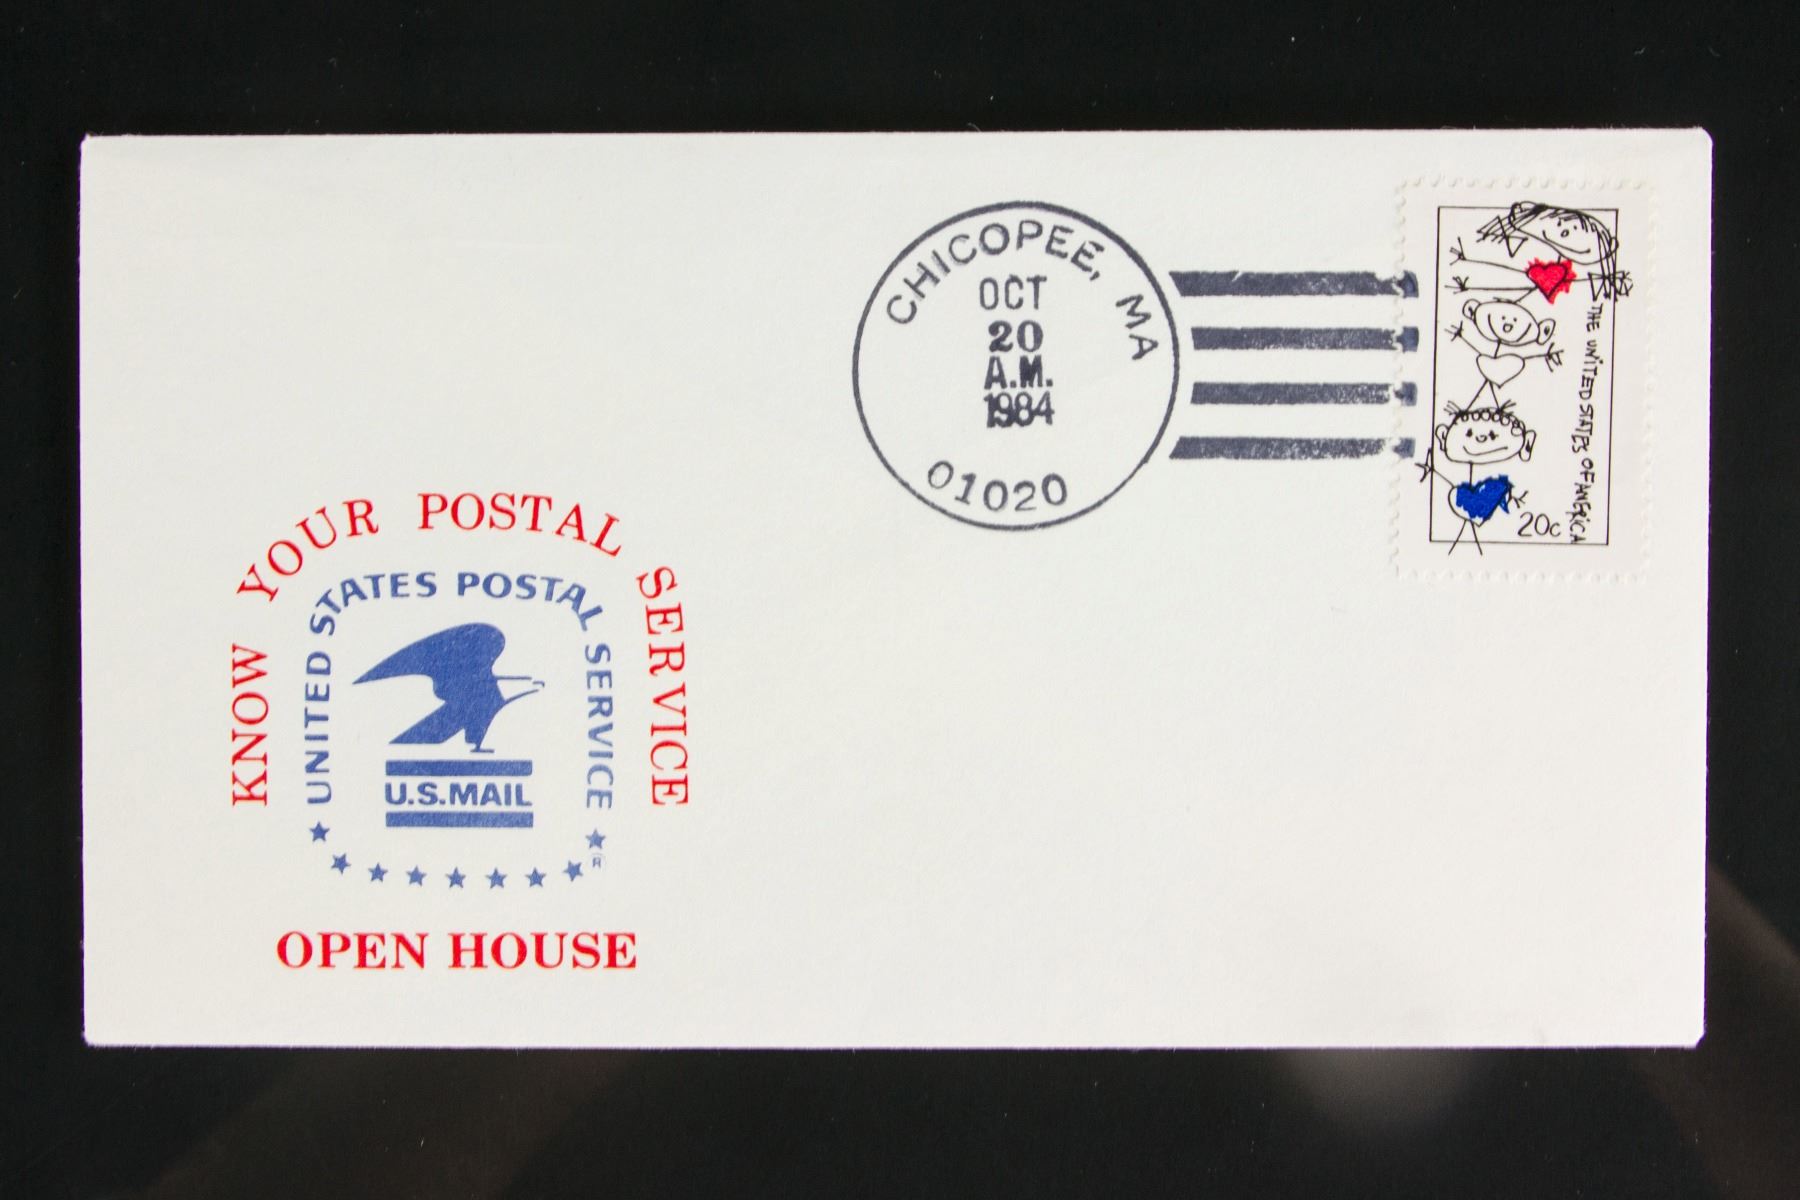 CHICOPEE, MA
OCT
20
A.M.
1984
01020
THE UNITED STATES OF AMERICA
20c
KNOW YOUR POSTAL SERVICE
UNITED STATES POSTAL SERVICE
U.S.MAIL
®
OPEN HOUSE